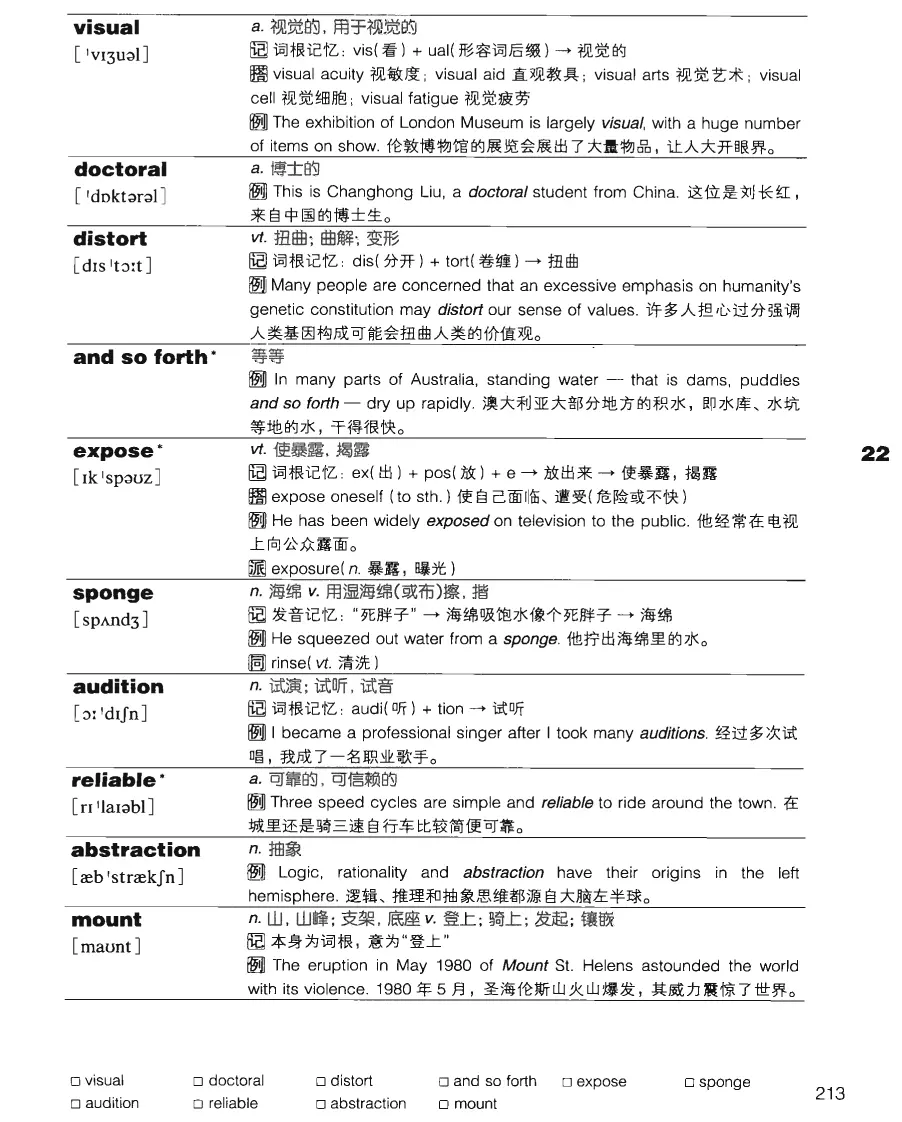 visual a. 视觉的，用于视觉的
[ˈvɪʒuəl] 记 词根记忆：vis(看) + ual(形容词后缀) → 视觉的
搭 visual acuity 视敏度；visual aid 直观教具；visual arts 视觉艺术；visual
cell 视觉细胞；visual fatigue 视觉疲劳
例 The exhibition of London Museum is largely visual, with a huge number
of items on show. 伦敦博物馆的展览会展出了大量物品，让人大开眼界。
doctoral a. 博士的
[ˈdɒktərəl] 例 This is Changhong Liu, a doctoral student from China. 这位是刘长红，
来自中国的博士生。
distort vt. 扭曲；曲解；变形
[dɪsˈtɔːt] 记 词根记忆：dis(分开) + tort(卷缠) → 扭曲
例 Many people are concerned that an excessive emphasis on humanity's
genetic constitution may distort our sense of values. 许多人担心过分强调
人类基因构成可能会扭曲人类的价值观。
and so forth* 等等
例 In many parts of Australia, standing water — that is dams, puddles
and so forth — dry up rapidly. 澳大利亚大部分地方的积水，即水库、水坑
等地的水，干得很快。
expose* vt. 使暴露，揭露
22
[ɪkˈspəʊz] 记 词根记忆：ex(出) + pos(放) + e → 放出来 → 使暴露，揭露
搭 expose oneself (to sth.) 使自己面临、遭受(危险或不快)
例 He has been widely exposed on television to the public. 他经常在电视
上向公众露面。
派 exposure(n. 暴露，曝光)
sponge n. 海绵 v. 用湿海绵(或布)擦，揩
[spʌndʒ] 记 发音记忆：“死胖子” → 海绵吸饱水像个死胖子 → 海绵
例 He squeezed out water from a sponge. 他拧出海绵里的水。
同 rinse(vt. 清洗)
audition n. 试演；试听，试音
[ɔːˈdɪʃn] 记 词根记忆：audi(听) + tion → 试听
例 I became a professional singer after I took many auditions. 经过多次试
唱，我成了一名职业歌手。
reliable* a. 可靠的，可信赖的
[rɪˈlaɪəbl] 例 Three speed cycles are simple and reliable to ride around the town. 在
城里还是骑三速自行车比较简便可靠。
abstraction n. 抽象
[æbˈstrækʃn] 例 Logic, rationality and abstraction have their origins in the left
hemisphere. 逻辑、推理和抽象思维都源自大脑左半球。
mount n. 山，山峰；支架，底座 v. 登上；骑上；发起；镶嵌
[maʊnt] 记 本身为词根，意为“登上”
例 The eruption in May 1980 of Mount St. Helens astounded the world
with its violence. 1980 年 5 月，圣海伦斯山火山爆发，其威力震惊了世界。
□ visual □ doctoral □ distort □ and so forth □ expose □ sponge
□ audition □ reliable □ abstraction □ mount
213